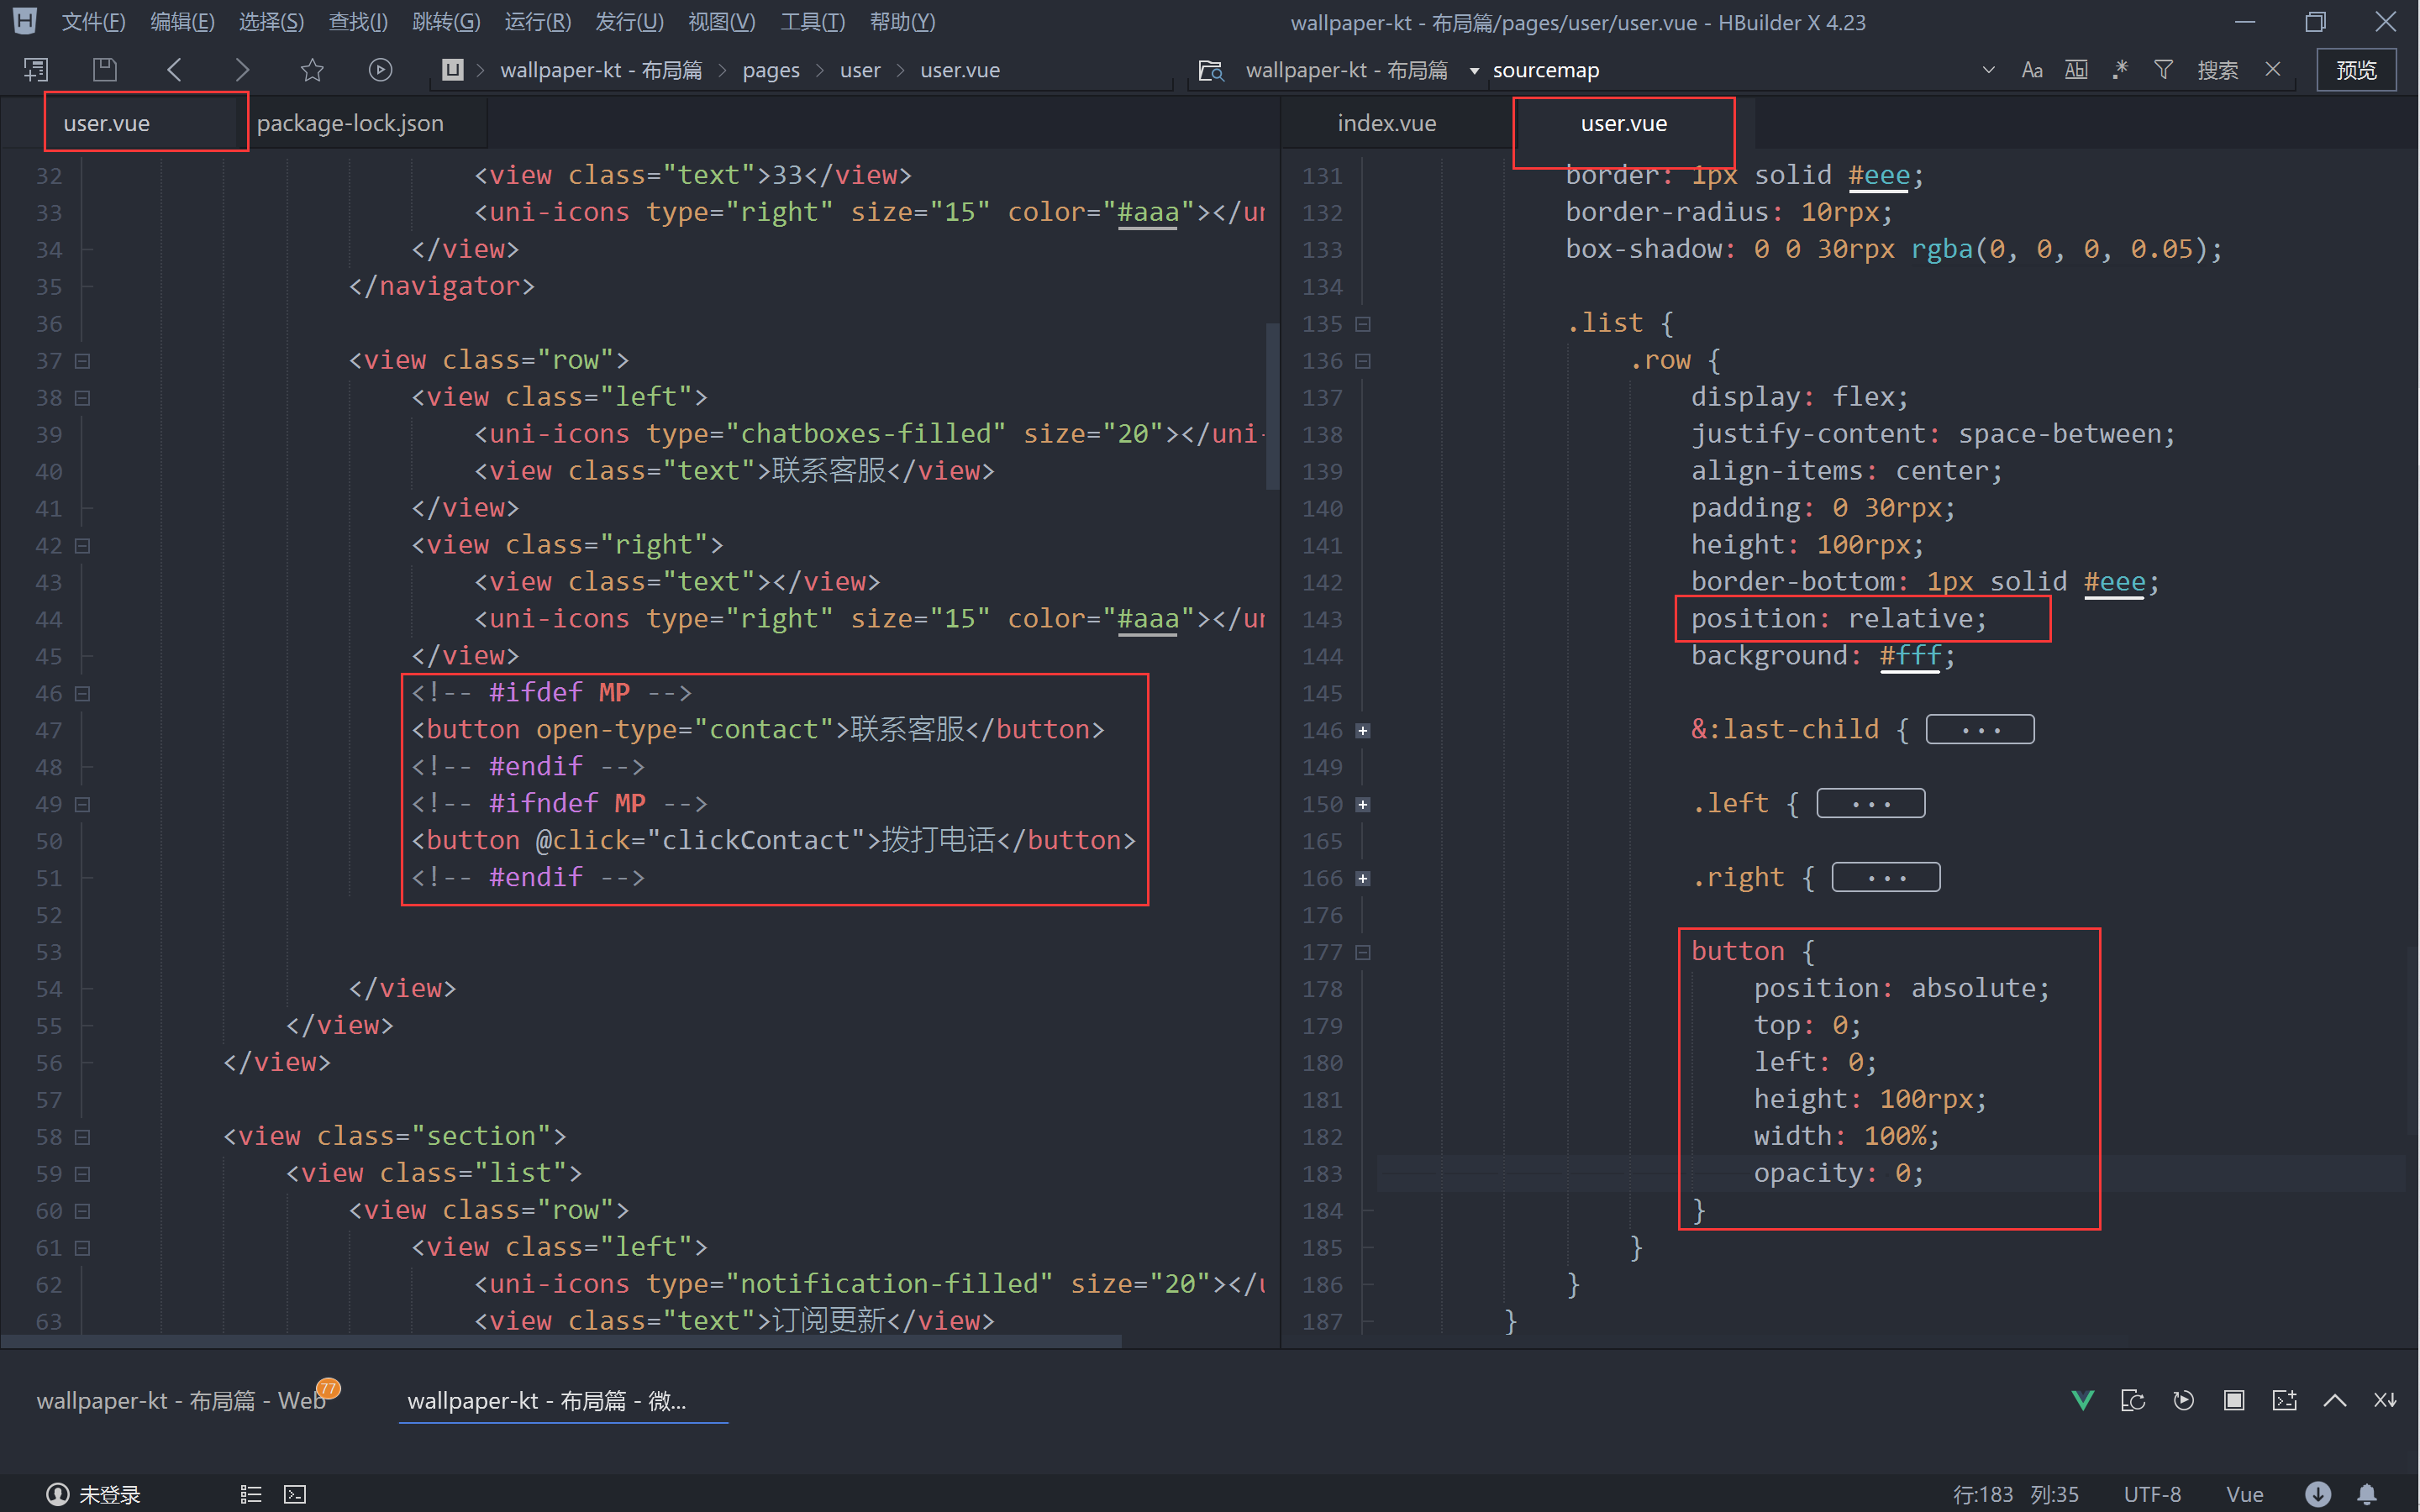 文件(F) 编辑(E) 选择(S) 查找(I) 跳转(G) 运行(R) 发行(U) 视图(V) 工具(T) 帮助(Y) wallpaper-kt - 布局篇/pages/user/user.vue - HBuilder X 4.23
U wallpaper-kt - 布局篇 pages user user.vue wallpaper-kt - 布局篇 sourcemap Aa Ab .* 搜索 预览
user.vue package-lock.json
32 <view class="text">33</view>
33 <uni-icons type="right" size="15" color="#aaa"></ur
34 </view>
35 </navigator>
36
37 <view class="row">
38 <view class="left">
39 <uni-icons type="chatboxes-filled" size="20"></uni-
40 <view class="text">联系客服</view>
41 </view>
42 <view class="right">
43 <view class="text"></view>
44 <uni-icons type="right" size="15" color="#aaa"></ur
45 </view>
46 <!-- #ifdef MP -->
47 <button open-type="contact">联系客服</button>
48 <!-- #endif -->
49 <!-- #ifndef MP -->
50 <button @click="clickContact">拨打电话</button>
51 <!-- #endif -->
52
53
54 </view>
55 </view>
56 </view>
57
58 <view class="section">
59 <view class="list">
60 <view class="row">
61 <view class="left">
62 <uni-icons type="notification-filled" size="20"></u
63 <view class="text">订阅更新</view>
index.vue user.vue
131 border: 1px solid #eee;
132 border-radius: 10rpx;
133 box-shadow: 0 0 30rpx rgba(0, 0, 0, 0.05);
134
135 .list {
136 .row {
137 display: flex;
138 justify-content: space-between;
139 align-items: center;
140 padding: 0 30rpx;
141 height: 100rpx;
142 border-bottom: 1px solid #eee;
143 position: relative;
144 background: #fff;
145
146 &:last-child { ...
149
150 .left { ...
165
166 .right { ...
176
177 button {
178 position: absolute;
179 top: 0;
180 left: 0;
181 height: 100rpx;
182 width: 100%;
183 opacity: 0;
184 }
185 }
186 }
187 }
wallpaper-kt - 布局篇 - Web 77 wallpaper-kt - 布局篇 - 微...
未登录 行:183 列:35 UTF-8 Vue